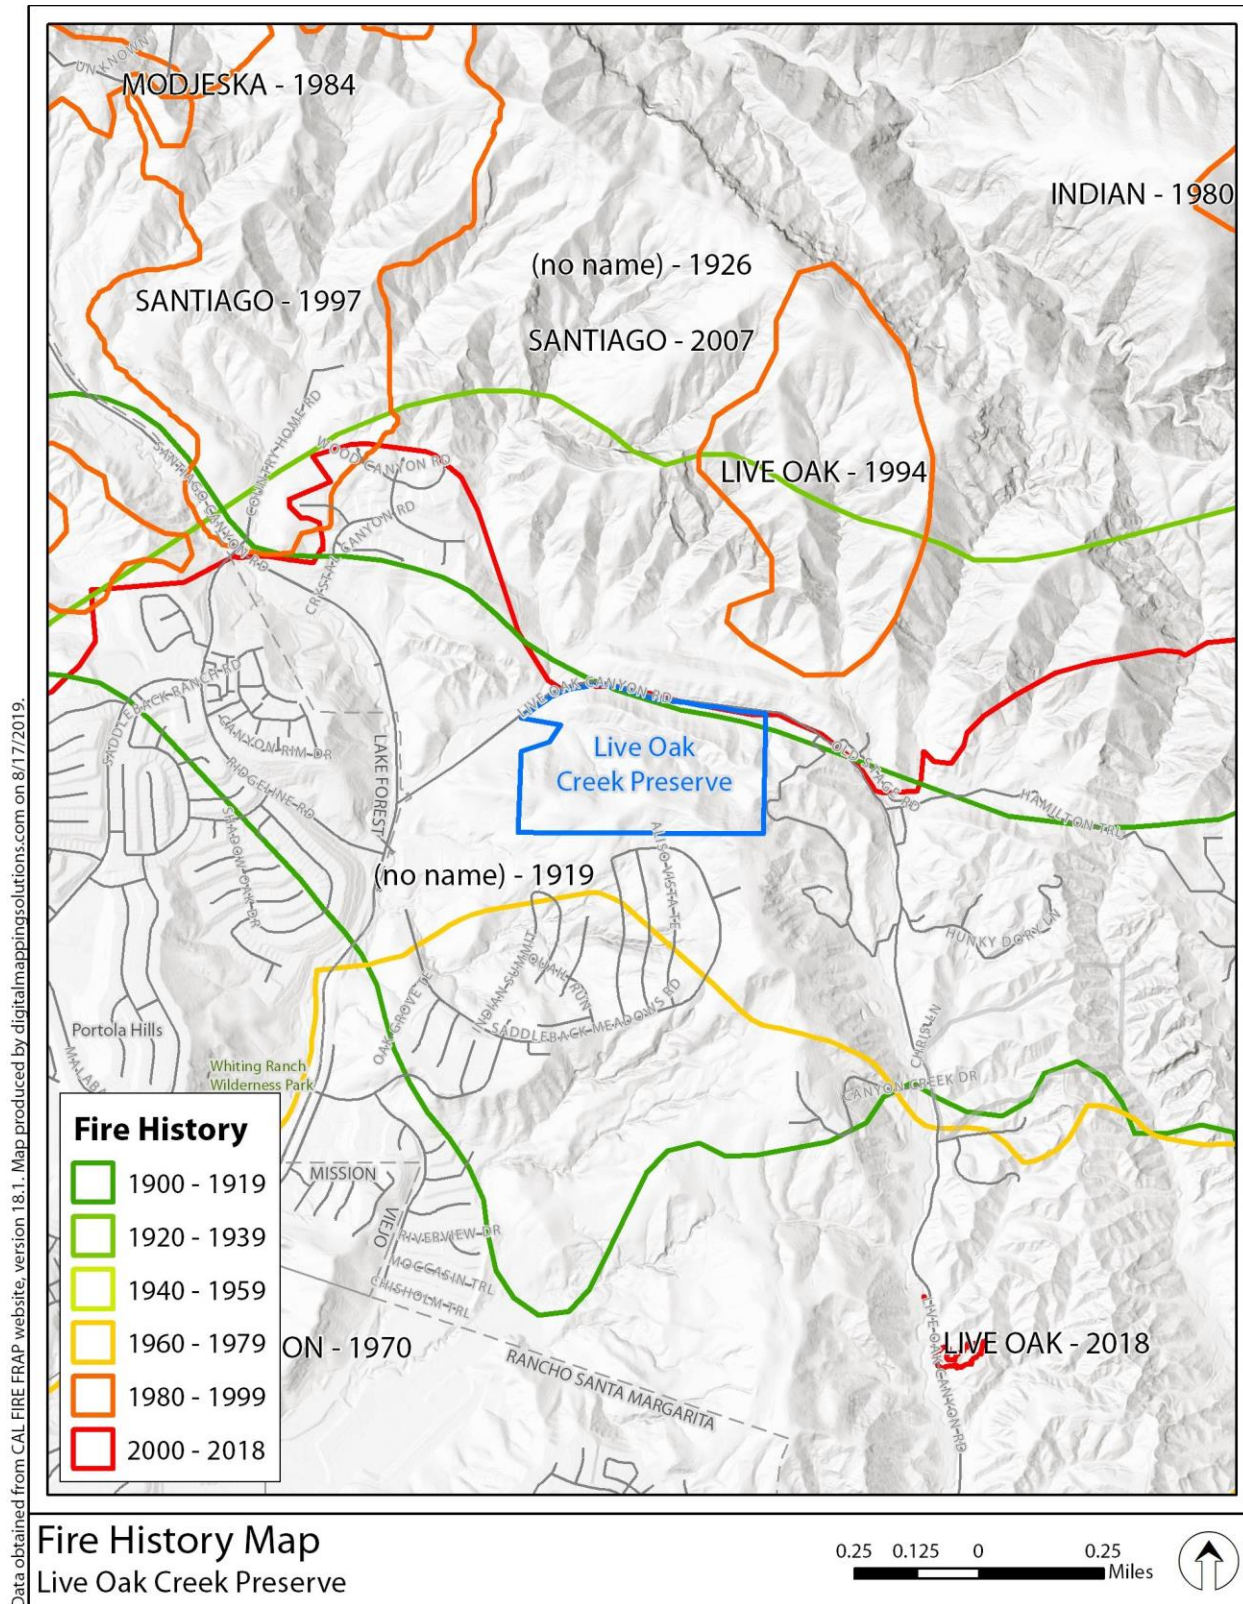 UNKNOWN
MODJESKA - 1984
INDIAN - 1980
(no name) - 1926
SANTIAGO - 1997
SANTIAGO - 2007
COUNTRY HOME RD
WOOD CANYON RD
SANTIAGO CANYON RD
LIVE OAK - 1994
CRYSTAL CANYON RD
LIVE OAK CANYON RD
SADDLEBACK RANCH RD
CANYON RIM DR
LAKE FOREST
Live Oak
Creek Preserve
OLD STAGE RD
RIDGELINE RD
HAMILTON TRL
SHADOW OAK DR
ALISO VISTA TE
(no name) - 1919
HUNKY DORY LN
INDIAN SUMMIT
QUAIL RUN
OAK GROVE TE
SADDLEBACK MEADOWS RD
Portola Hills
CHRIS LN
Whiting Ranch
Wilderness Park
CANYON CREEK DR
MISSION
VIEJO
RIVERVIEW DR
MOCCASIN TRL
CHISHOLM TRL
ON - 1970
RANCHO SANTA MARGARITA
LIVE OAK - 2018
LIVE OAK CANYON RD
Fire History
1900 - 1919
1920 - 1939
1940 - 1959
1960 - 1979
1980 - 1999
2000 - 2018
Data obtained from CAL FIRE FRAP website, version 18.1. Map produced by digitalmappingsolutions.com on 8/17/2019.
Fire History Map
Live Oak Creek Preserve
0.25 0.125 0 0.25
Miles